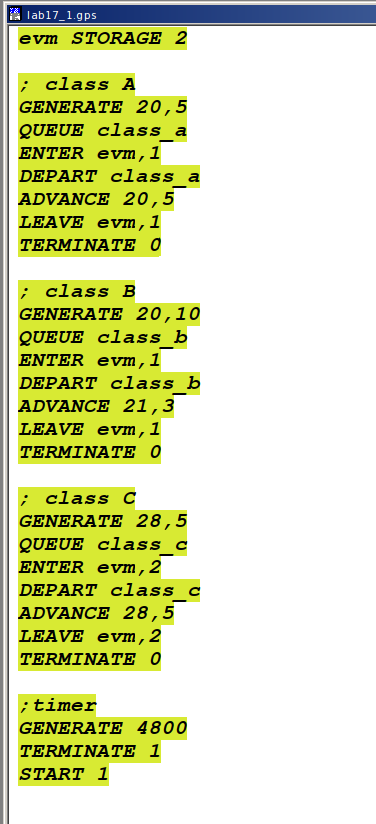 lab17_1.gps
evm STORAGE 2
; class A
GENERATE 20,5
QUEUE class_a
ENTER evm,1
DEPART class_a
ADVANCE 20,5
LEAVE evm,1
TERMINATE 0
; class B
GENERATE 20,10
QUEUE class_b
ENTER evm,1
DEPART class_b
ADVANCE 21,3
LEAVE evm,1
TERMINATE 0
; class C
GENERATE 28,5
QUEUE class_c
ENTER evm,2
DEPART class_c
ADVANCE 28,5
LEAVE evm,2
TERMINATE 0
;timer
GENERATE 4800
TERMINATE 1
START 1